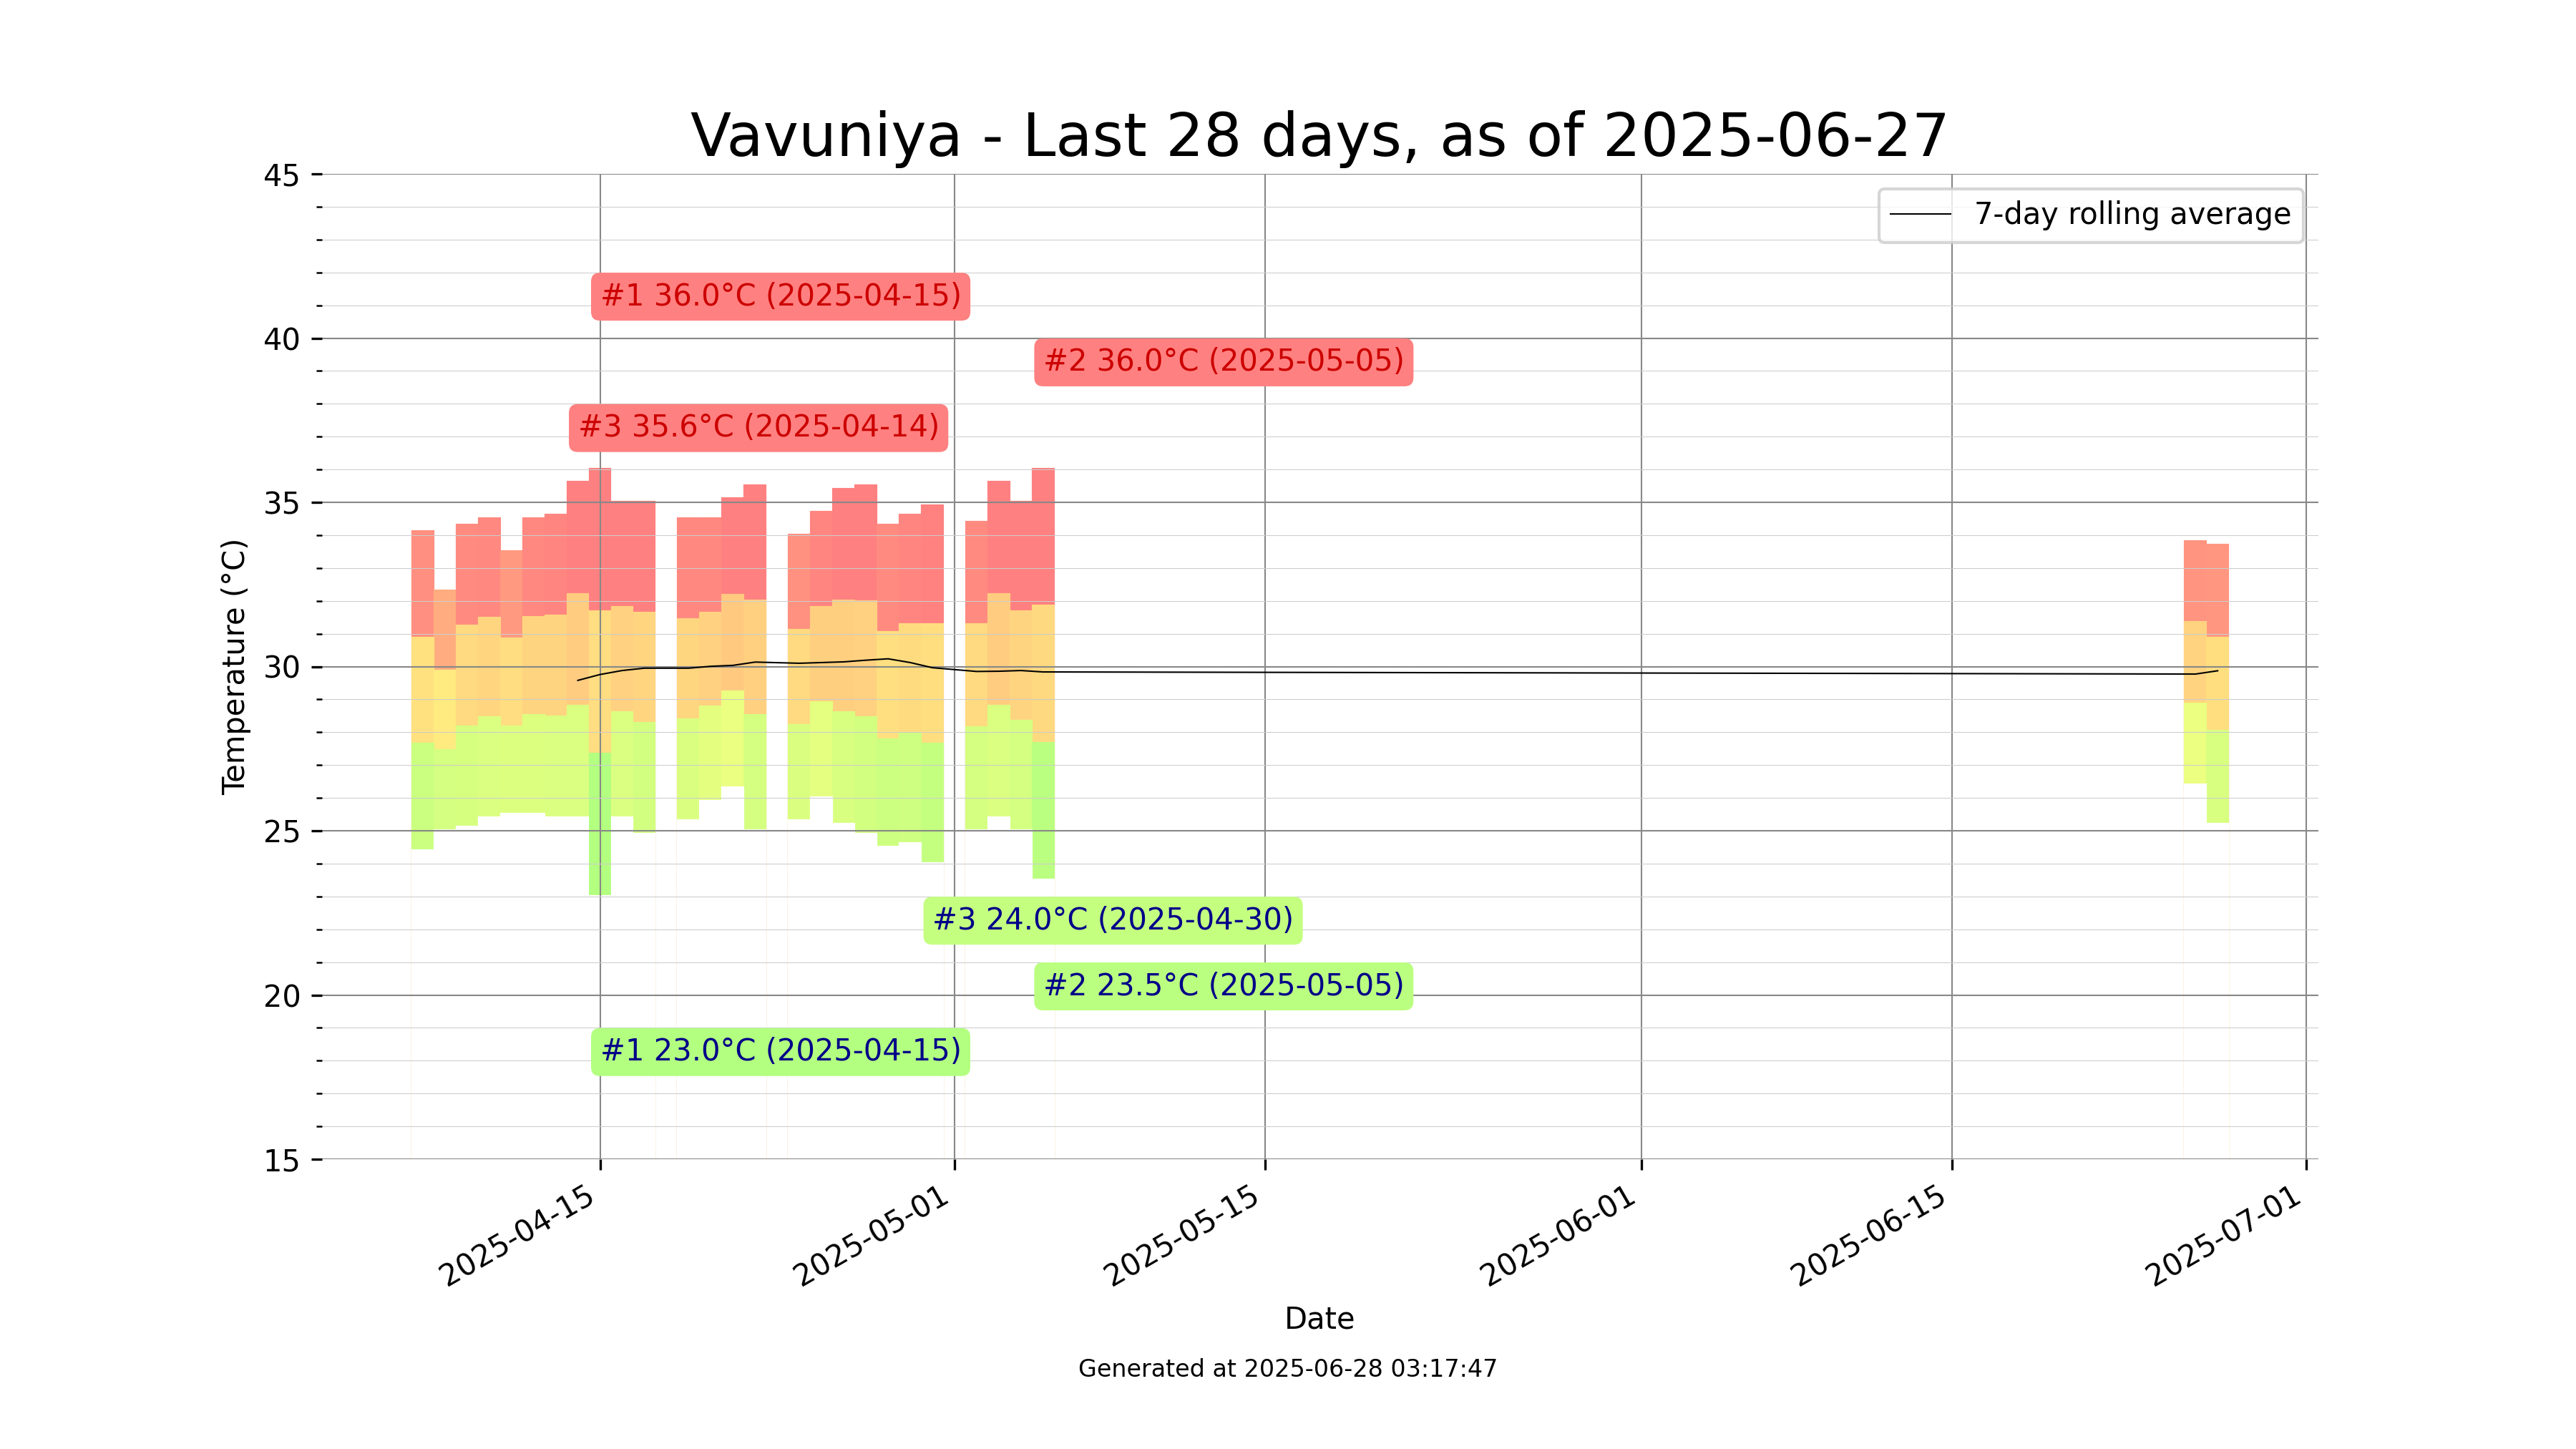 Vavuniya - Last 28 days, as of 2025-06-27
45
7-day rolling average
#1 36.0°C (2025-04-15)
40
#2 36.0°C (2025-05-05)
#3 35.6°C (2025-04-14)
35
Temperature (°C)
30
25
#3 24.0°C (2025-04-30)
#2 23.5°C (2025-05-05)
20
#1 23.0°C (2025-04-15)
15
2025-04-15
2025-05-01
2025-05-15
2025-06-01
2025-06-15
2025-07-01
Date
Generated at 2025-06-28 03:17:47